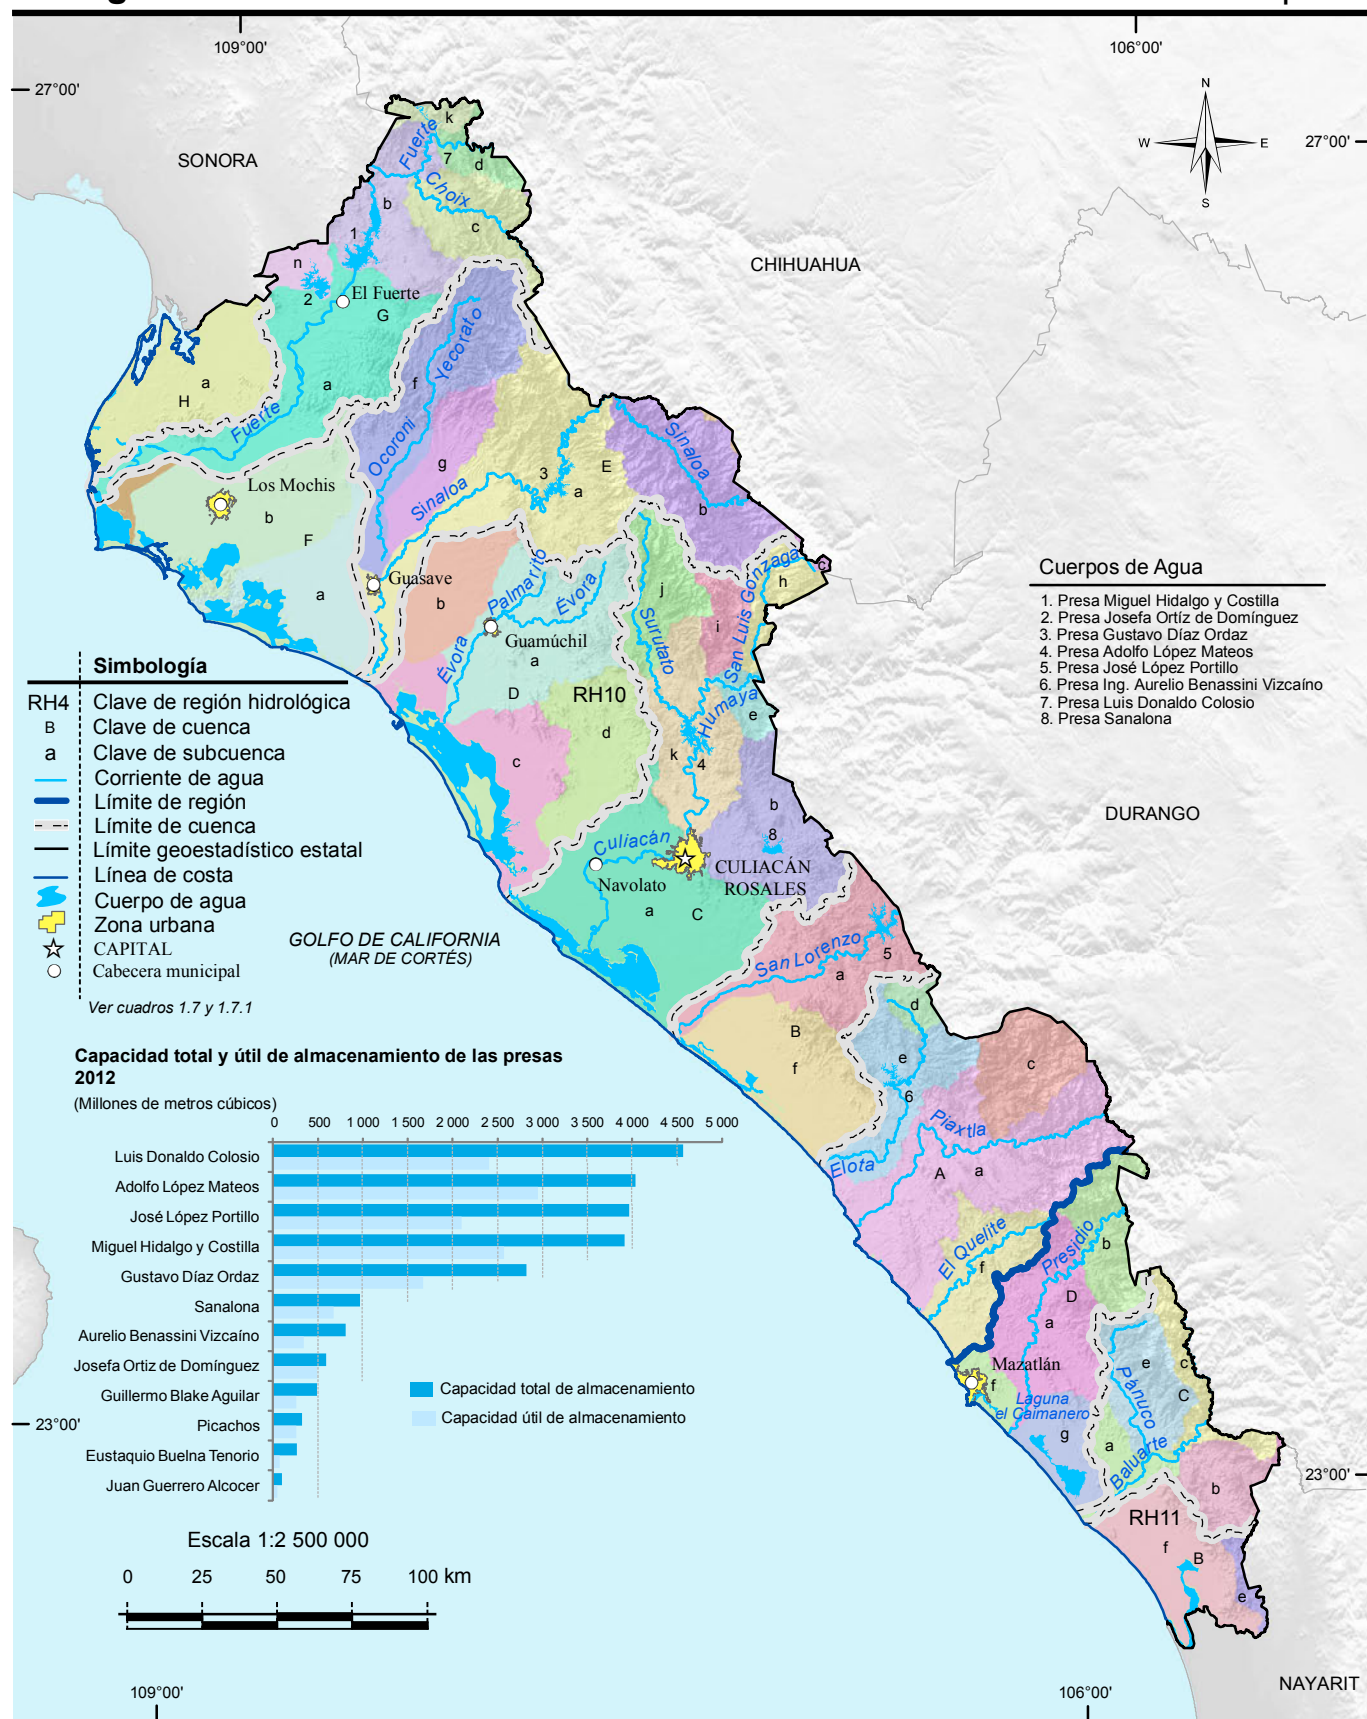 109°00'
106°00'
27°00'
27°00'
N
W
E
S
SONORA
CHIHUAHUA
DURANGO
NAYARIT
k
Fuerte
7
d
Choix
b
c
1
n
2
El Fuerte
G
Yecorato
a
H
a
f
Fuerte
Ocoroni
g
Sinaloa
3
E
a
Sinaloa
b
Los Mochis
b
F
a
Guasave
b
Palmarito
Évora
Guamúchil
a
Évora
D
RH10
d
c
j
Surutato
i
San Luis Gonzaga
h
c
Humaya
e
k
4
b
8
Culiacán
CULIACÁN
ROSALES
Navolato
a
C
San Lorenzo
5
a
B
f
d
e
6
c
Piaxtla
Elota
A
a
El Quelite
f
Presidio
b
D
a
Mazatlán
f
Laguna
el Caimanero
g
e
c
C
Pánuco
a
Baluarte
b
RH11
f
B
e
GOLFO DE CALIFORNIA
(MAR DE CORTÉS)
Cuerpos de Agua
1. Presa Miguel Hidalgo y Costilla
2. Presa Josefa Ortíz de Domínguez
3. Presa Gustavo Díaz Ordaz
4. Presa Adolfo López Mateos
5. Presa José López Portillo
6. Presa Ing. Aurelio Benassini Vizcaíno
7. Presa Luis Donaldo Colosio
8. Presa Sanalona
Simbología
RH4 Clave de región hidrológica
B Clave de cuenca
a Clave de subcuenca
Corriente de agua
Límite de región
Límite de cuenca
Límite geoestadístico estatal
Línea de costa
Cuerpo de agua
Zona urbana
CAPITAL
Cabecera municipal
Ver cuadros 1.7 y 1.7.1
Capacidad total y útil de almacenamiento de las presas
2012
(Millones de metros cúbicos)
0 500 1 000 1 500 2 000 2 500 3 000 3 500 4 000 4 500 5 000
Luis Donaldo Colosio
Adolfo López Mateos
José López Portillo
Miguel Hidalgo y Costilla
Gustavo Díaz Ordaz
Sanalona
Aurelio Benassini Vizcaíno
Josefa Ortiz de Domínguez
Guillermo Blake Aguilar
Picachos
Eustaquio Buelna Tenorio
Juan Guerrero Alcocer
Capacidad total de almacenamiento
Capacidad útil de almacenamiento
23°00'
23°00'
Escala 1:2 500 000
0 25 50 75 100 km
109°00'
106°00'